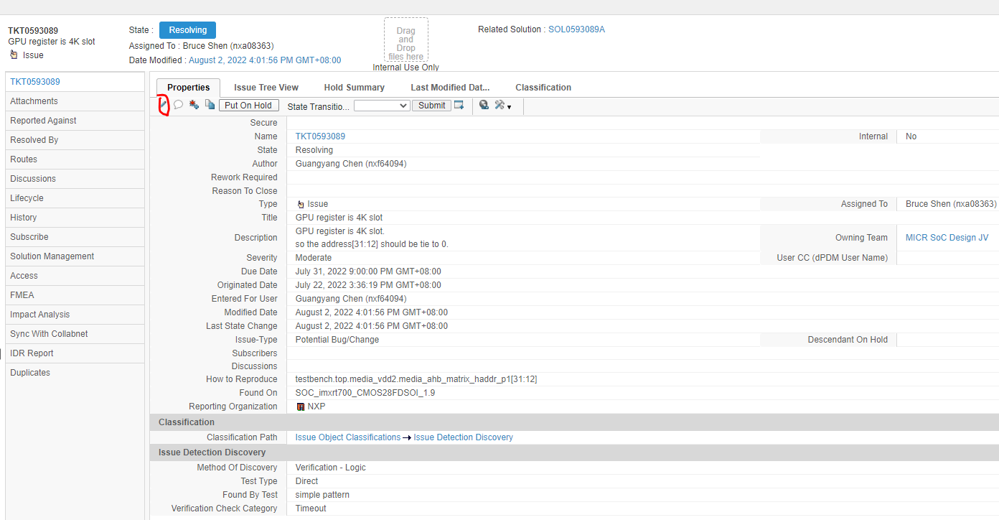 TKT0593089
GPU register is 4K slot
Issue
State : Resolving
Assigned To : Bruce Shen (nxa08363)
Date Modified : August 2, 2022 4:01:56 PM GMT+08:00
Drag
and
Drop
files here
Internal Use Only
Related Solution : SOL0593089A
TKT0593089
Attachments
Reported Against
Resolved By
Routes
Discussions
Lifecycle
History
Subscribe
Solution Management
Access
FMEA
Impact Analysis
Sync With Collabnet
IDR Report
Duplicates
Properties Issue Tree View Hold Summary Last Modified Dat... Classification
Put On Hold State Transitio... Submit
Secure
Name TKT0593089 Internal No
State Resolving
Author Guangyang Chen (nxf64094)
Rework Required
Reason To Close
Type Issue Assigned To Bruce Shen (nxa08363)
Title GPU register is 4K slot
Description GPU register is 4K slot.
so the address[31:12] should be tie to 0.
Owning Team MICR SoC Design JV
Severity Moderate User CC (dPDM User Name)
Due Date July 31, 2022 9:00:00 PM GMT+08:00
Originated Date July 22, 2022 3:36:19 PM GMT+08:00
Entered For User Guangyang Chen (nxf64094)
Modified Date August 2, 2022 4:01:56 PM GMT+08:00
Last State Change August 2, 2022 4:01:56 PM GMT+08:00
Issue-Type Potential Bug/Change Descendant On Hold
Subscribers
Discussions
How to Reproduce testbench.top.media_vdd2.media_ahb_matrix_haddr_p1[31:12]
Found On SOC_imxrt700_CMOS28FDSOI_1.9
Reporting Organization NXP
Classification
Classification Path Issue Object Classifications Issue Detection Discovery
Issue Detection Discovery
Method Of Discovery Verification - Logic
Test Type Direct
Found By Test simple pattern
Verification Check Category Timeout